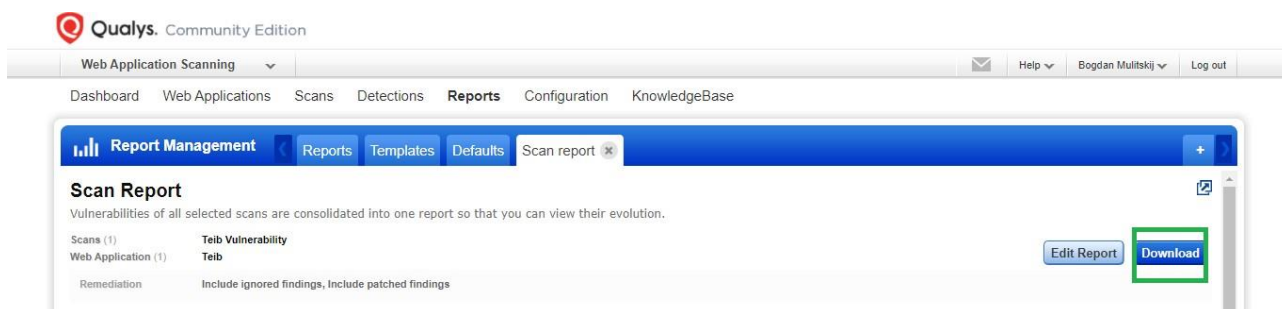 Qualys. Community Edition
Web Application Scanning Help Bogdan Mulitskij Log out
Dashboard Web Applications Scans Detections Reports Configuration KnowledgeBase
Report Management Reports Templates Defaults Scan report +
Scan Report
Vulnerabilities of all selected scans are consolidated into one report so that you can view their evolution.
Scans (1) Teib Vulnerability
Web Application (1) Teib
Edit Report Download
Remediation Include ignored findings, Include patched findings